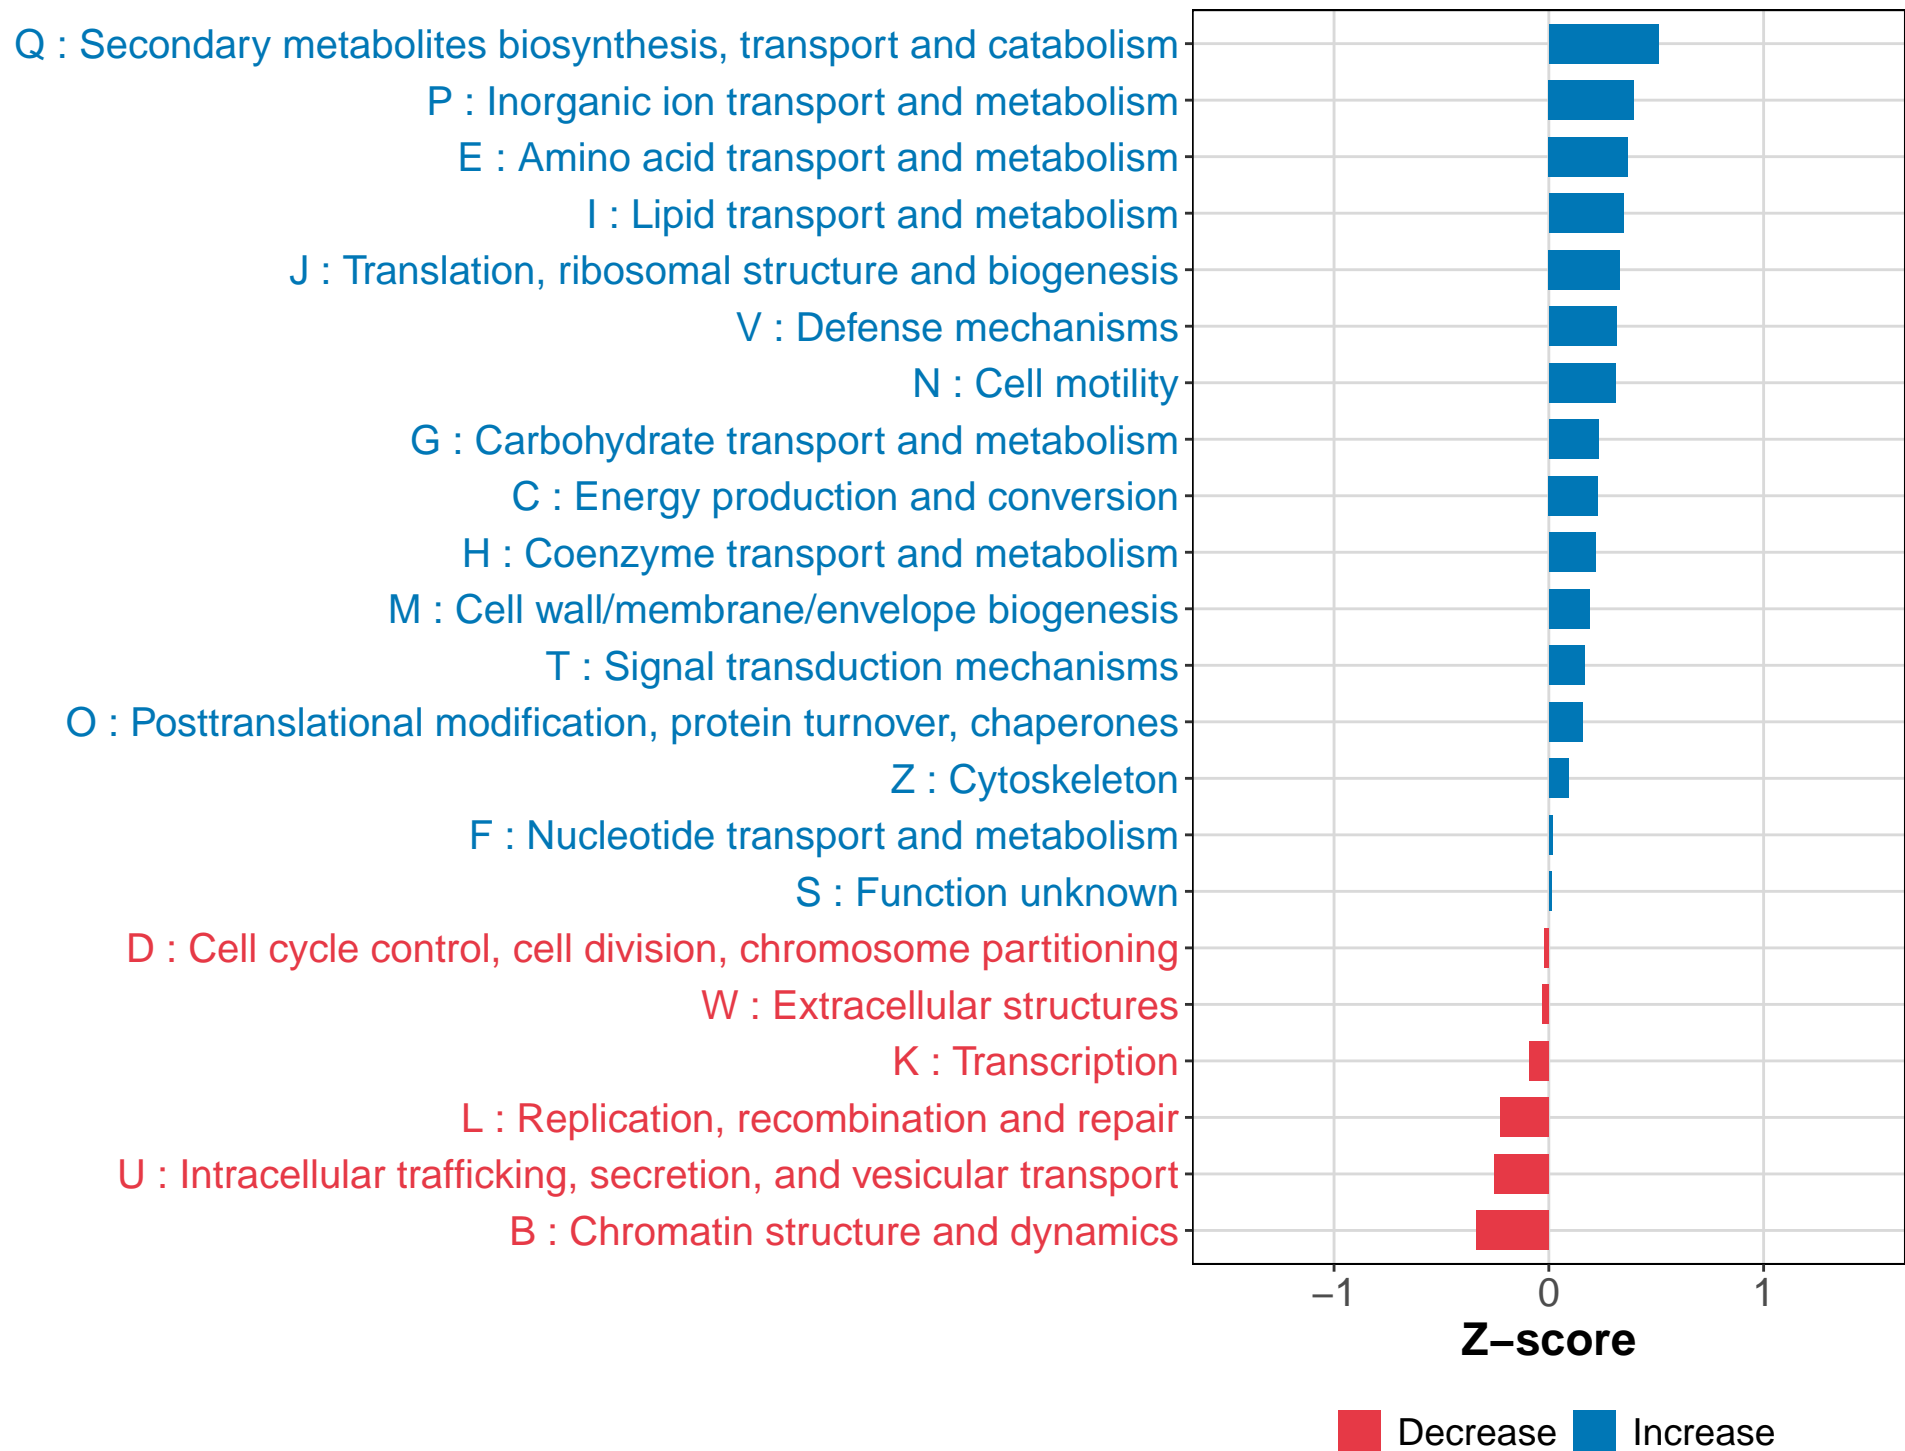 Q : Secondary metabolites biosynthesis, transport and catabolism
P : Inorganic ion transport and metabolism
E : Amino acid transport and metabolism
I : Lipid transport and metabolism
J : Translation, ribosomal structure and biogenesis
V : Defense mechanisms
N : Cell motility
G : Carbohydrate transport and metabolism
C : Energy production and conversion
H : Coenzyme transport and metabolism
M : Cell wall/membrane/envelope biogenesis
T : Signal transduction mechanisms
O : Posttranslational modification, protein turnover, chaperones
Z : Cytoskeleton
F : Nucleotide transport and metabolism
S : Function unknown
D : Cell cycle control, cell division, chromosome partitioning
W : Extracellular structures
K : Transcription
L : Replication, recombination and repair
U : Intracellular trafficking, secretion, and vesicular transport
B : Chromatin structure and dynamics
−1 0 1
Z−score
Decrease Increase